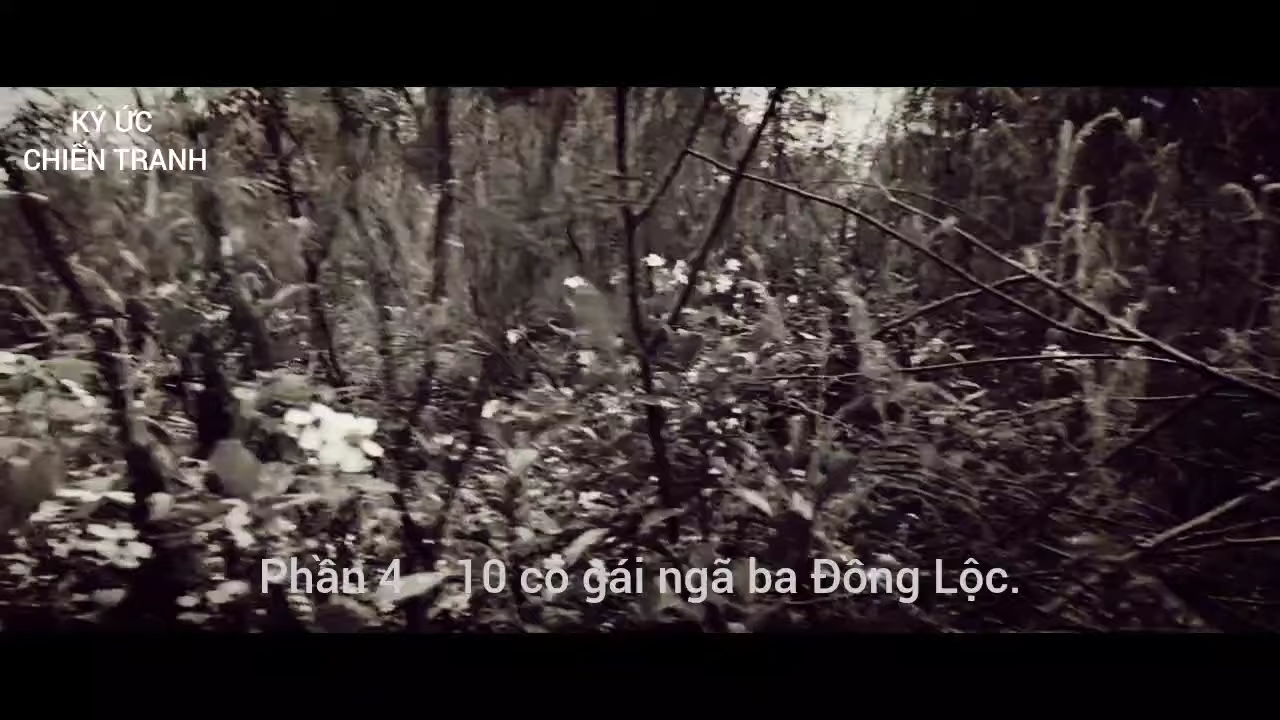 KÝ ỨC
CHIẾN TRANH
Phần 4 - 10 cô gái ngã ba Đồng Lộc.